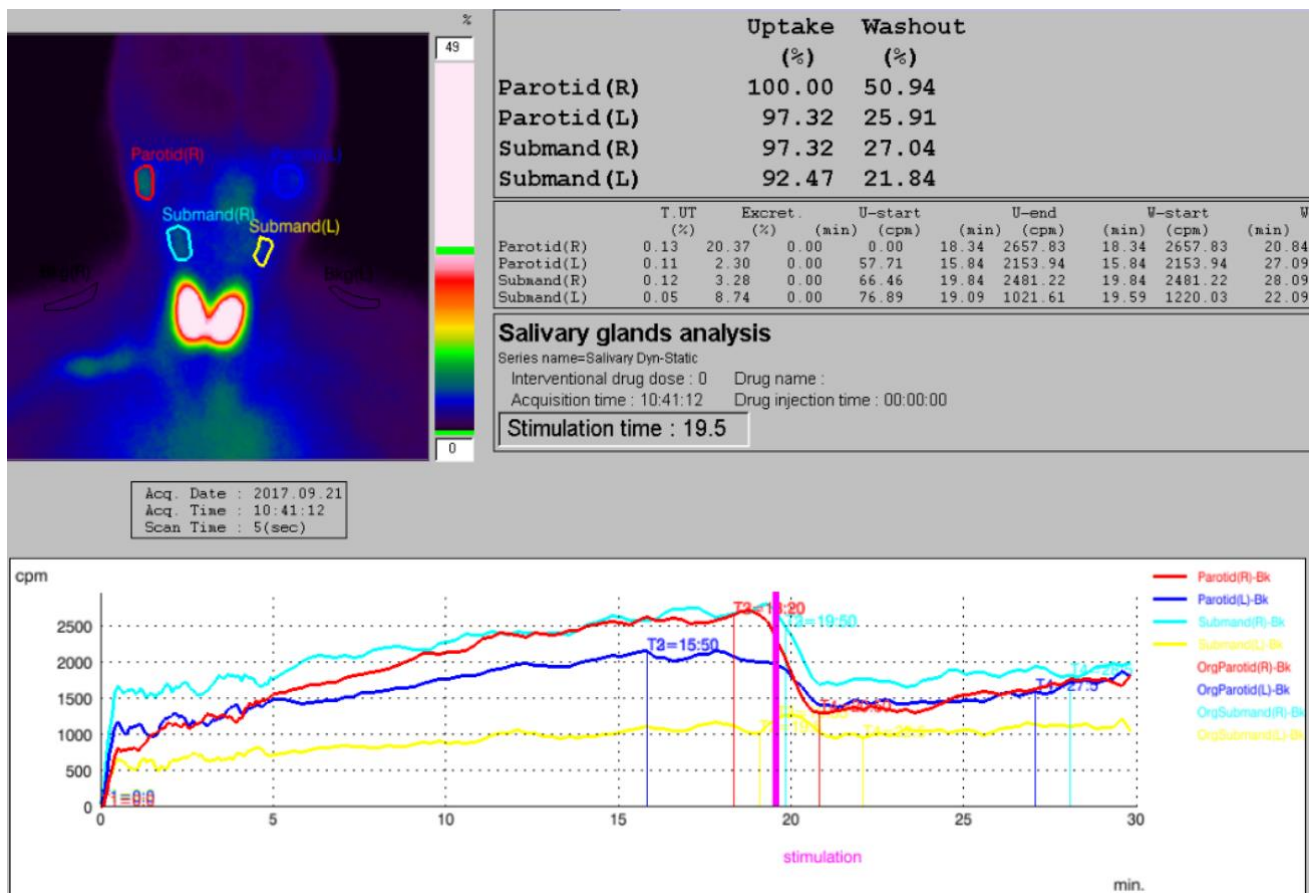 %
49
0
Parotid(R)
Submand(R)
Submand(L)
Uptake Washout
(%) (%)
Parotid(R) 100.00 50.94
Parotid(L) 97.32 25.91
Submand(R) 97.32 27.04
Submand(L) 92.47 21.84
T.UT Excret. U-start U-end W-start W
(%) (%) (min) (cpm) (min) (cpm) (min) (cpm) (min)
Parotid(R) 0.13 20.37 0.00 0.00 18.34 2657.83 18.34 2657.83 20.84
Parotid(L) 0.11 2.30 0.00 57.71 15.84 2153.94 15.84 2153.94 27.09
Submand(R) 0.12 3.28 0.00 66.46 19.84 2481.22 19.84 2481.22 28.09
Submand(L) 0.05 8.74 0.00 76.89 19.09 1021.61 19.59 1220.03 22.09
Salivary glands analysis
Series name=Salivary Dyn-Static
Interventional drug dose : 0 Drug name :
Acquisition time : 10:41:12 Drug injection time : 00:00:00
Stimulation time : 19.5
Acq. Date : 2017.09.21
Acq. Time : 10:41:12
Scan Time : 5(sec)
cpm
2500
2000
1500
1000
500
0
0 5 10 15 20 25 30
stimulation
min.
Parotid(R)-Bk
Parotid(L)-Bk
Submand(R)-Bk
Submand(L)-Bk
OrgParotid(R)-Bk
OrgParotid(L)-Bk
OrgSubmand(R)-Bk
OrgSubmand(L)-Bk